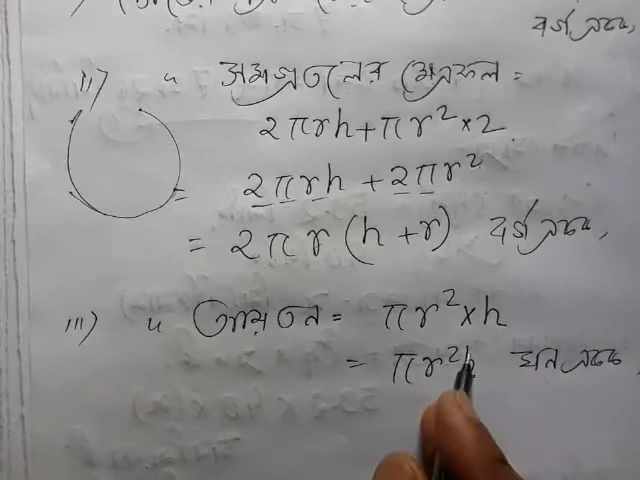 বর্গ একক,
ii) " সমগ্রতলের ক্ষেত্রফল =
2πrh + πr² × 2
= 2πrh + 2πr²
= 2πr (h + r) বর্গ একক,
iii) " আয়তন = πr² × h
= πr²h ঘন একক